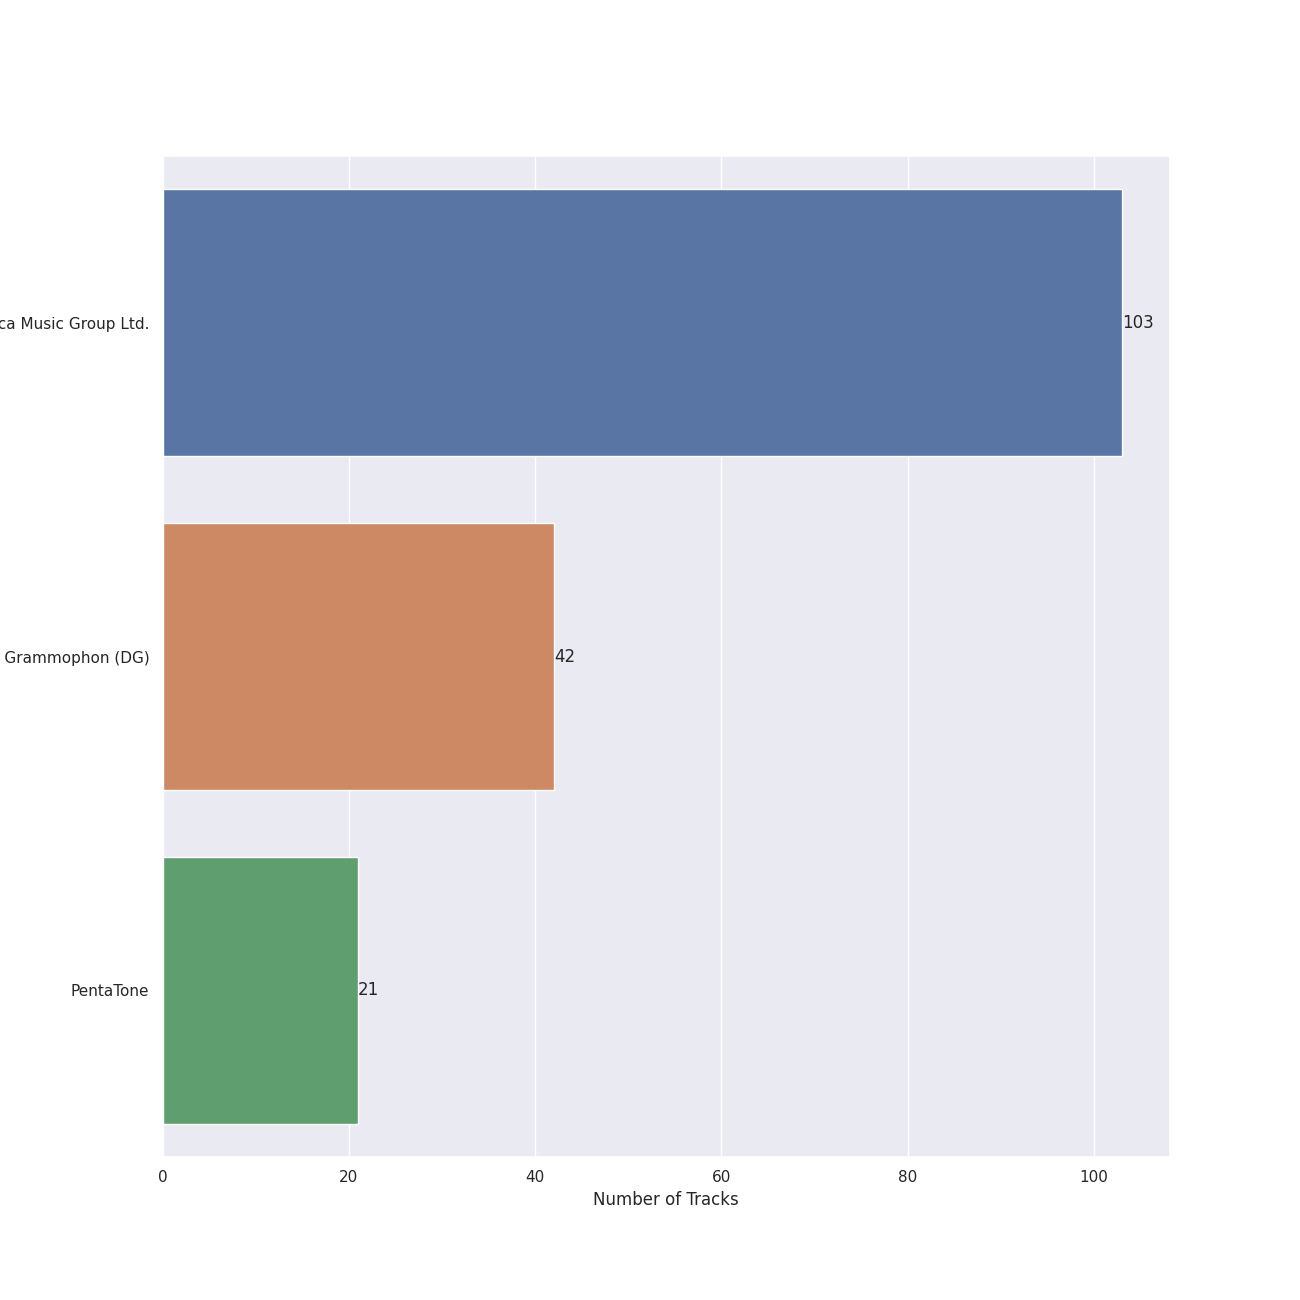 ca Music Group Ltd.
103
Grammophon (DG)
42
PentaTone
21
0 20 40 60 80 100
Number of Tracks